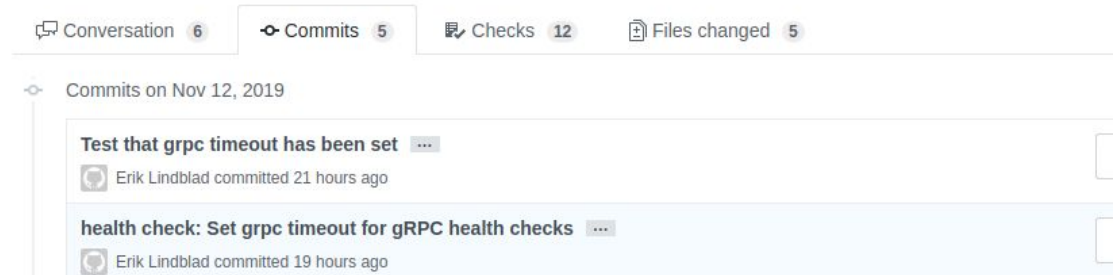 Conversation 6 Commits 5 Checks 12 Files changed 5
Commits on Nov 12, 2019
Test that grpc timeout has been set ...
Erik Lindblad committed 21 hours ago
health check: Set grpc timeout for gRPC health checks ...
Erik Lindblad committed 19 hours ago